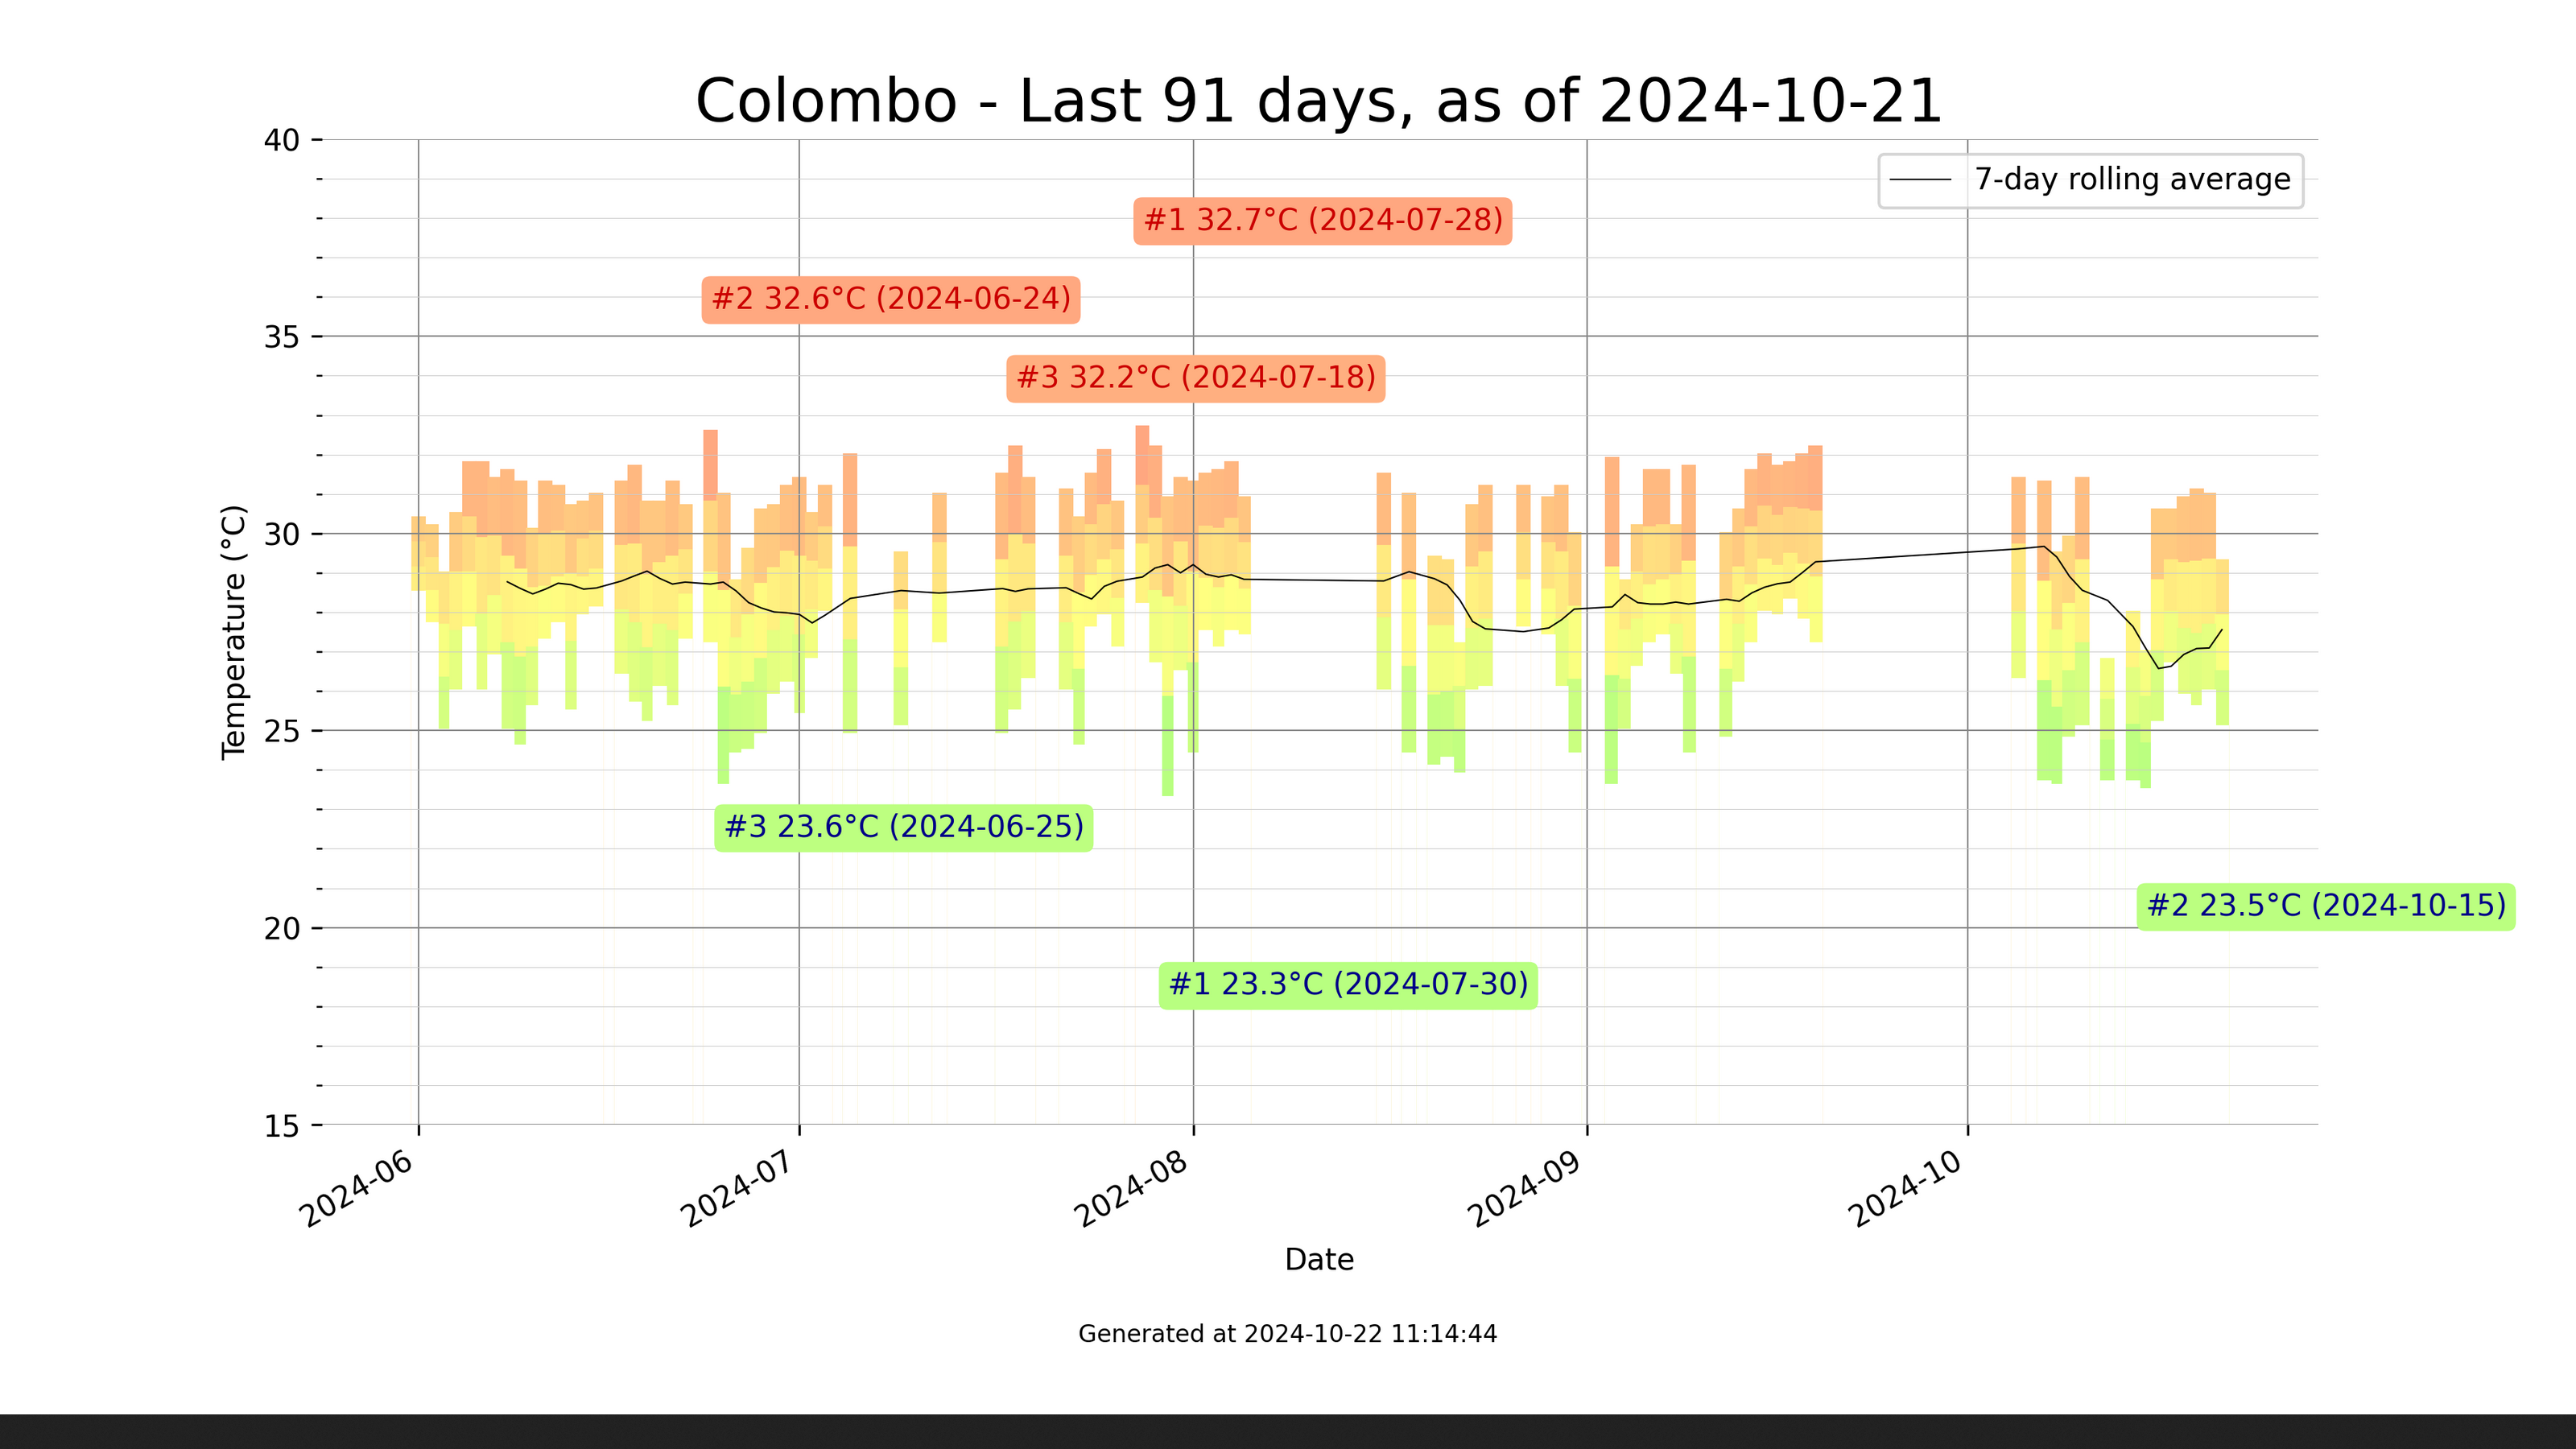 Colombo - Last 91 days, as of 2024-10-21
40
35
30
25
20
15
Temperature (°C)
7-day rolling average
#1 32.7°C (2024-07-28)
#2 32.6°C (2024-06-24)
#3 32.2°C (2024-07-18)
#3 23.6°C (2024-06-25)
#2 23.5°C (2024-10-15)
#1 23.3°C (2024-07-30)
2024-06
2024-07
2024-08
2024-09
2024-10
Date
Generated at 2024-10-22 11:14:44